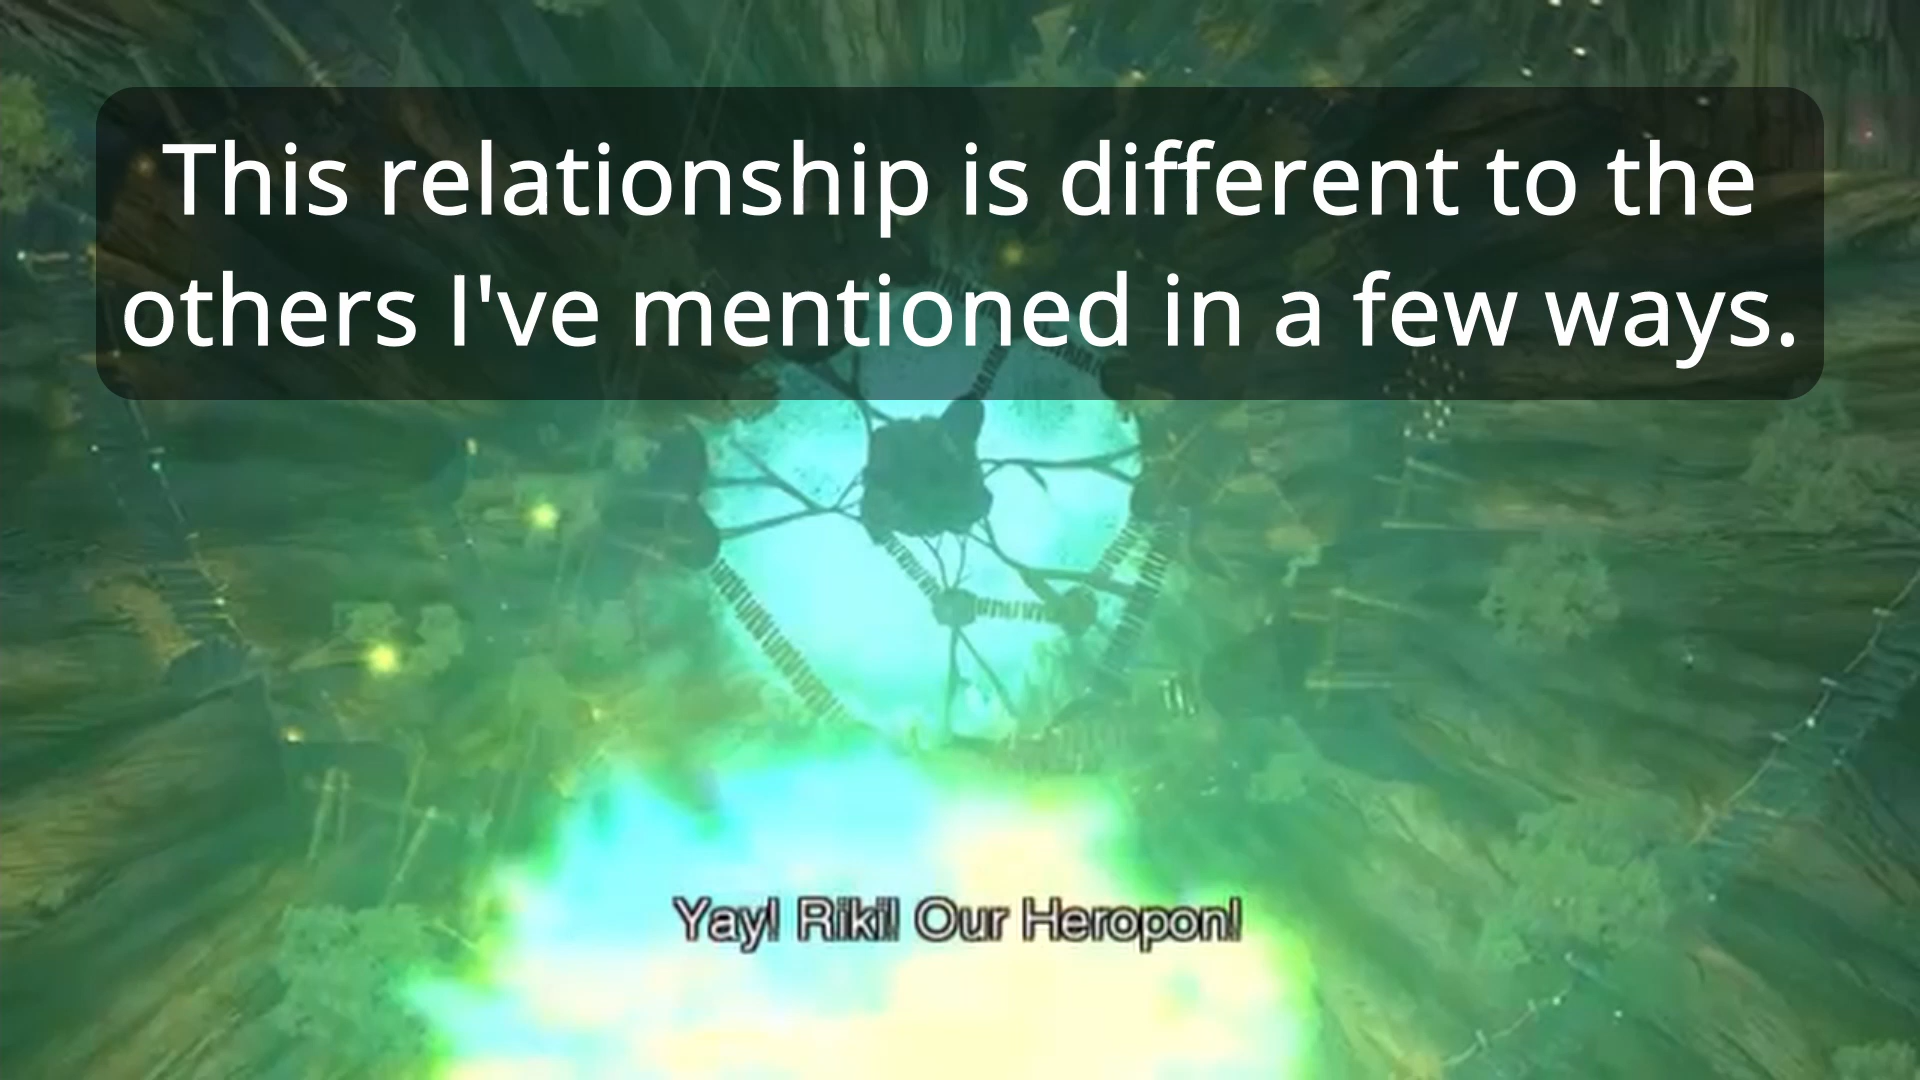 This relationship is different to the
others I've mentioned in a few ways.
Yay! Riki! Our Heropon!